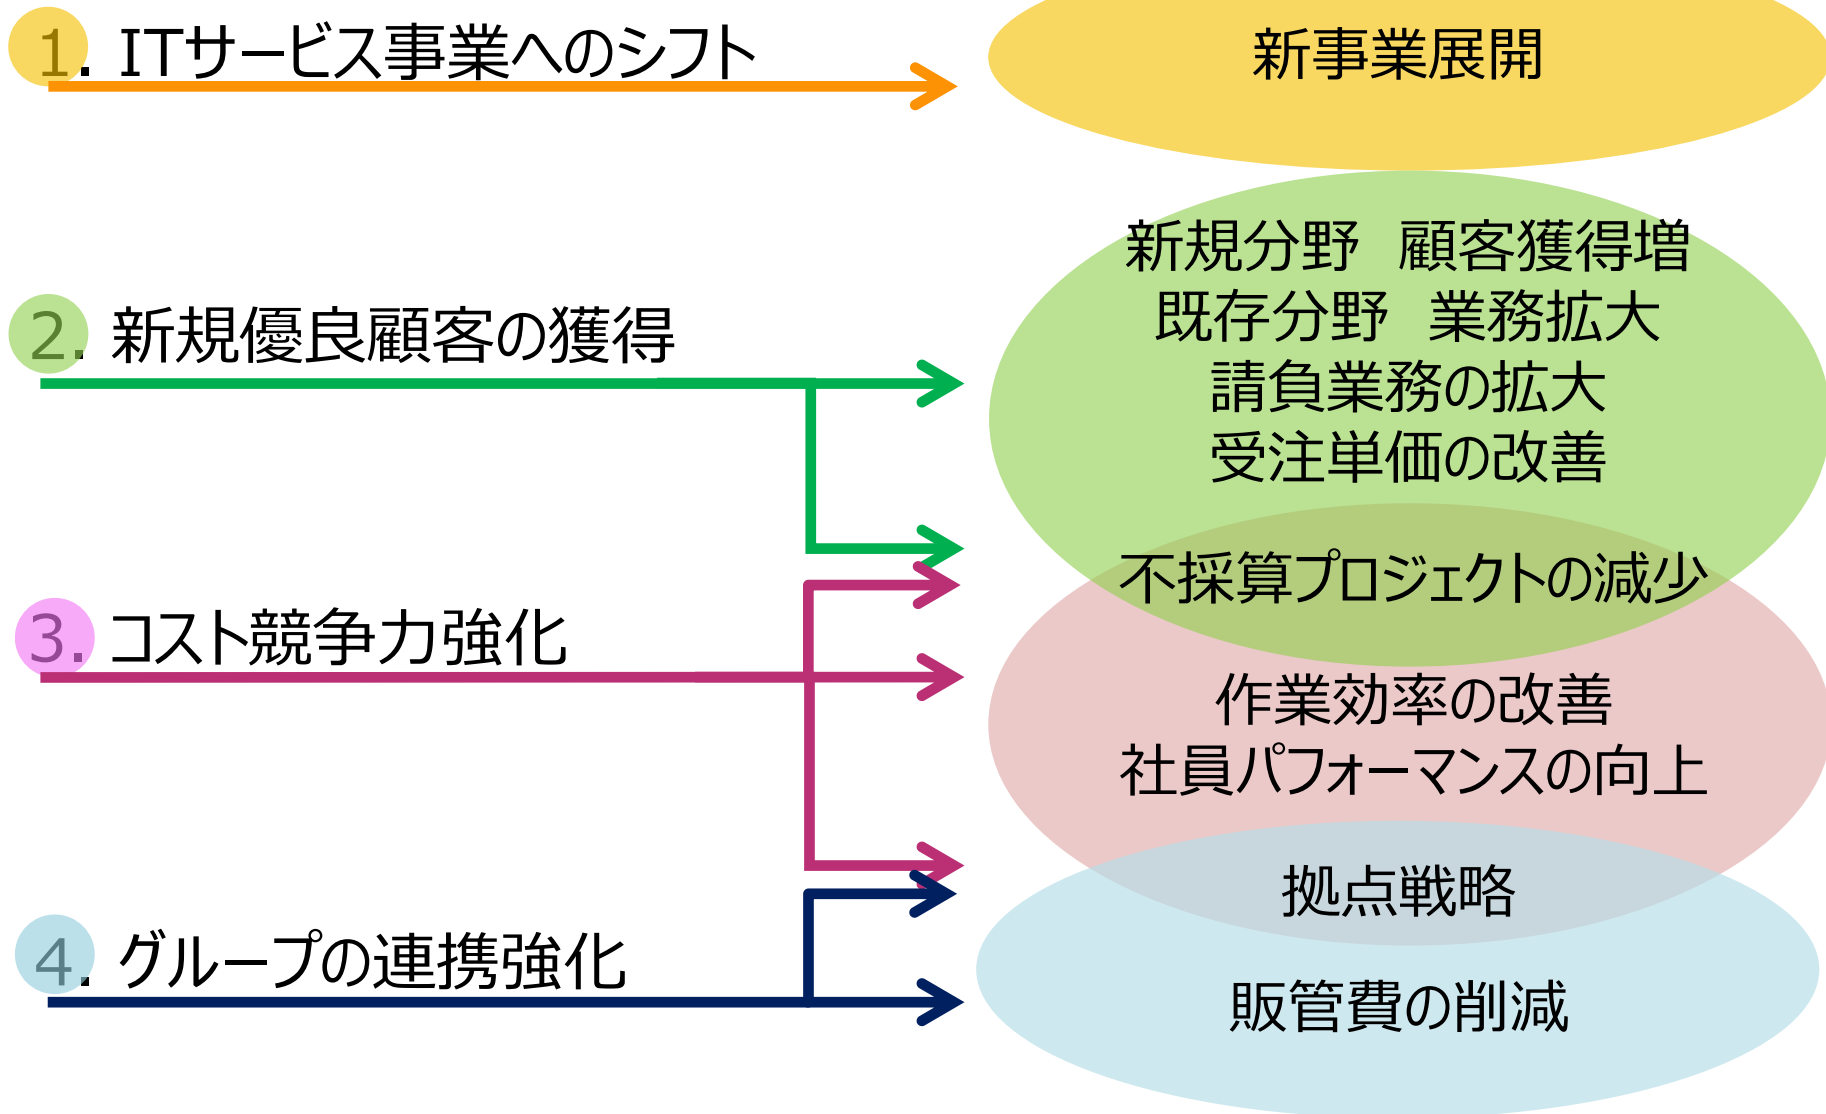 1. ITサービス事業へのシフト
新事業展開
2. 新規優良顧客の獲得
新規分野　顧客獲得増
既存分野　業務拡大
請負業務の拡大
受注単価の改善
不採算プロジェクトの減少
3. コスト競争力強化
作業効率の改善
社員パフォーマンスの向上
4. グループの連携強化
拠点戦略
販管費の削減